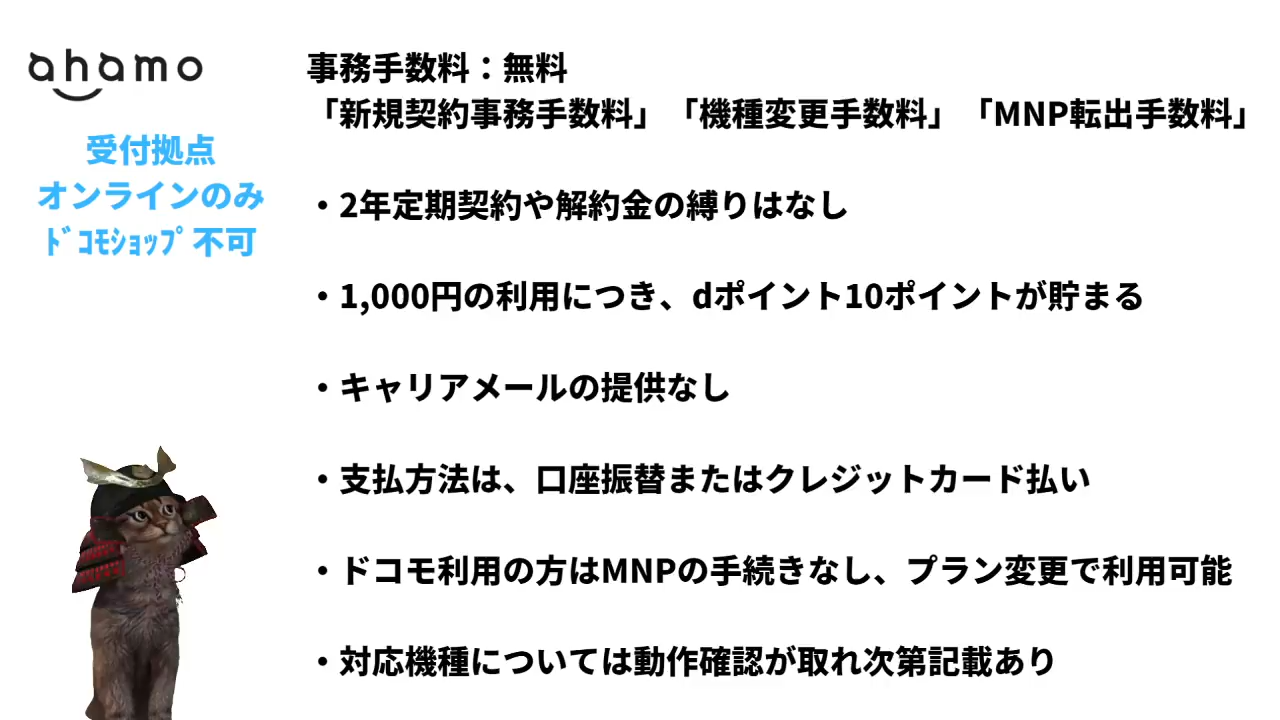 ahamo
受付拠点
オンラインのみ
ﾄﾞｺﾓｼｮｯﾌﾟ 不可
事務手数料：無料
「新規契約事務手数料」「機種変更手数料」「MNP転出手数料」
・2年定期契約や解約金の縛りはなし
・1,000円の利用につき、dポイント10ポイントが貯まる
・キャリアメールの提供なし
・支払方法は、口座振替またはクレジットカード払い
・ドコモ利用の方はMNPの手続きなし、プラン変更で利用可能
・対応機種については動作確認が取れ次第記載あり